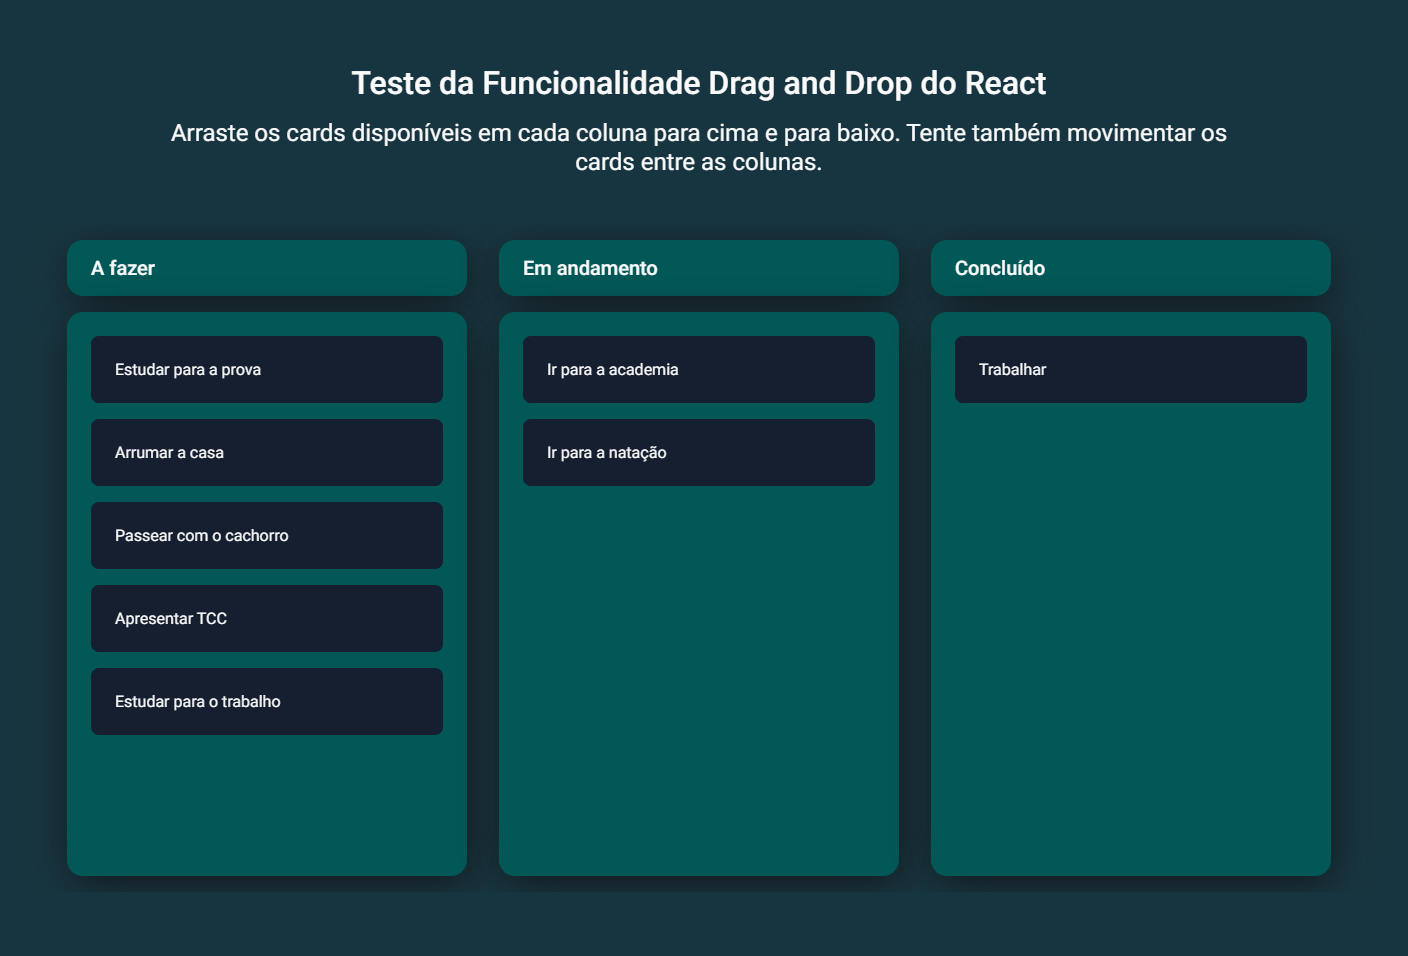 Teste da Funcionalidade Drag and Drop do React
Arraste os cards disponíveis em cada coluna para cima e para baixo. Tente também movimentar os
cards entre as colunas.
A fazer
Estudar para a prova
Arrumar a casa
Passear com o cachorro
Apresentar TCC
Estudar para o trabalho
Em andamento
Ir para a academia
Ir para a natação
Concluído
Trabalhar